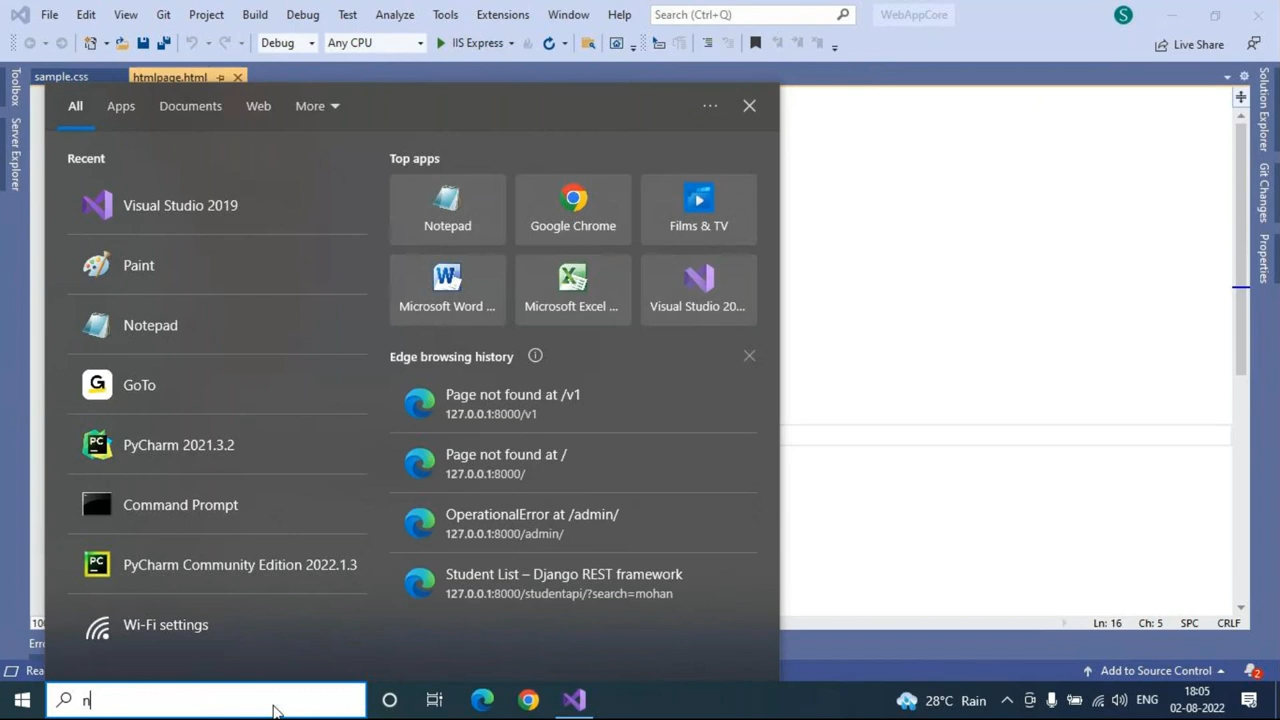 File Edit View Git Project Build Debug Test Analyze Tools Extensions Window Help Search (Ctrl+Q) WebAppCore S
Debug Any CPU IIS Express Live Share
sample.css htmlpage.html
Toolbox
Server Explorer
Solution Explorer
Git Changes
Properties
All Apps Documents Web More
Recent
Visual Studio 2019
Paint
Notepad
GoTo
PyCharm 2021.3.2
Command Prompt
PyCharm Community Edition 2022.1.3
Wi-Fi settings
Top apps
Notepad Google Chrome Films & TV
Microsoft Word ... Microsoft Excel ... Visual Studio 20...
Edge browsing history
Page not found at /v1
127.0.0.1:8000/v1
Page not found at /
127.0.0.1:8000/
OperationalError at /admin/
127.0.0.1:8000/admin/
Student List – Django REST framework
127.0.0.1:8000/studentapi/?search=mohan
100 Ln: 16 Ch: 5 SPC CRLF
Erro
Rea Add to Source Control 2
n 28°C Rain ENG 18:05
02-08-2022